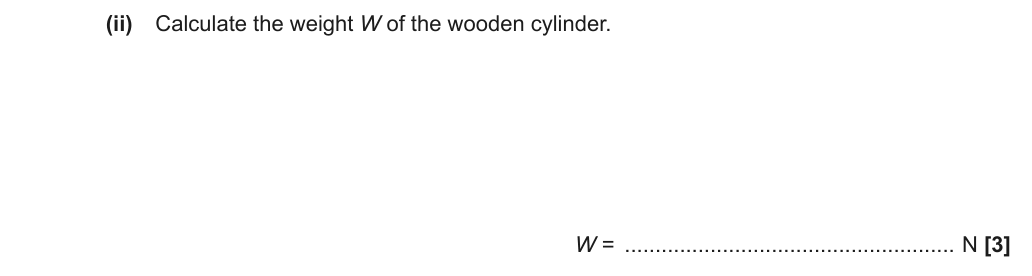 (ii) Calculate the weight W of the wooden cylinder.
W = ..................................................... N [3]